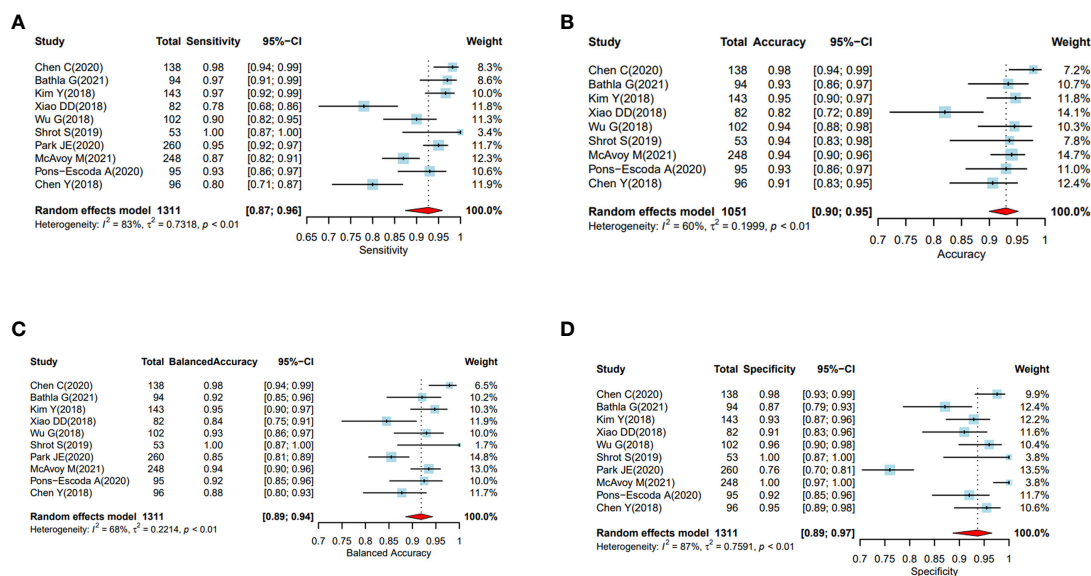 A
Study Total Sensitivity 95%−CI Weight
Chen C(2020) 138 0.98 [0.94; 0.99] 8.3%
Bathla G(2021) 94 0.97 [0.91; 0.99] 8.6%
Kim Y(2018) 143 0.97 [0.92; 0.99] 10.0%
Xiao DD(2018) 82 0.78 [0.68; 0.86] 11.8%
Wu G(2018) 102 0.90 [0.82; 0.95] 11.3%
Shrot S(2019) 53 1.00 [0.87; 1.00] 3.4%
Park JE(2020) 260 0.95 [0.92; 0.97] 11.7%
McAvoy M(2021) 248 0.87 [0.82; 0.91] 12.3%
Pons−Escoda A(2020) 95 0.93 [0.86; 0.97] 10.6%
Chen Y(2018) 96 0.80 [0.71; 0.87] 11.9%
Random effects model 1311 [0.87; 0.96] 100.0%
Heterogeneity: I² = 83%, τ² = 0.7318, p < 0.01
0.65 0.7 0.75 0.8 0.85 0.9 0.95 1
Sensitivity
B
Study Total Accuracy 95%−CI Weight
Chen C(2020) 138 0.98 [0.94; 0.99] 7.2%
Bathla G(2021) 94 0.93 [0.86; 0.97] 10.7%
Kim Y(2018) 143 0.95 [0.90; 0.97] 11.8%
Xiao DD(2018) 82 0.82 [0.72; 0.89] 14.1%
Wu G(2018) 102 0.94 [0.88; 0.98] 10.3%
Shrot S(2019) 53 0.94 [0.83; 0.98] 7.8%
McAvoy M(2021) 248 0.94 [0.90; 0.96] 14.7%
Pons−Escoda A(2020) 95 0.93 [0.86; 0.97] 11.0%
Chen Y(2018) 96 0.91 [0.83; 0.95] 12.4%
Random effects model 1051 [0.90; 0.95] 100.0%
Heterogeneity: I² = 60%, τ² = 0.1999, p < 0.01
0.7 0.75 0.8 0.85 0.9 0.95 1
Accuracy
C
Study Total BalancedAccuracy 95%−CI Weight
Chen C(2020) 138 0.98 [0.94; 0.99] 6.5%
Bathla G(2021) 94 0.92 [0.85; 0.96] 10.2%
Kim Y(2018) 143 0.95 [0.90; 0.97] 10.3%
Xiao DD(2018) 82 0.84 [0.75; 0.91] 11.9%
Wu G(2018) 102 0.93 [0.86; 0.97] 10.0%
Shrot S(2019) 53 1.00 [0.87; 1.00] 1.7%
Park JE(2020) 260 0.85 [0.81; 0.89] 14.8%
McAvoy M(2021) 248 0.94 [0.90; 0.96] 13.0%
Pons−Escoda A(2020) 95 0.92 [0.85; 0.96] 10.0%
Chen Y(2018) 96 0.88 [0.80; 0.93] 11.7%
Random effects model 1311 [0.89; 0.94] 100.0%
Heterogeneity: I² = 68%, τ² = 0.2214, p < 0.01
0.7 0.75 0.8 0.85 0.9 0.95 1
Balanced Accuracy
D
Study Total Specificity 95%−CI Weight
Chen C(2020) 138 0.98 [0.93; 0.99] 9.9%
Bathla G(2021) 94 0.87 [0.79; 0.93] 12.4%
Kim Y(2018) 143 0.93 [0.87; 0.96] 12.2%
Xiao DD(2018) 82 0.91 [0.83; 0.96] 11.6%
Wu G(2018) 102 0.96 [0.90; 0.98] 10.4%
Shrot S(2019) 53 1.00 [0.87; 1.00] 3.8%
Park JE(2020) 260 0.76 [0.70; 0.81] 13.5%
McAvoy M(2021) 248 1.00 [0.97; 1.00] 3.8%
Pons−Escoda A(2020) 95 0.92 [0.85; 0.96] 11.7%
Chen Y(2018) 96 0.95 [0.89; 0.98] 10.6%
Random effects model 1311 [0.89; 0.97] 100.0%
Heterogeneity: I² = 87%, τ² = 0.7591, p < 0.01
0.7 0.75 0.8 0.85 0.9 0.95 1
Specificity